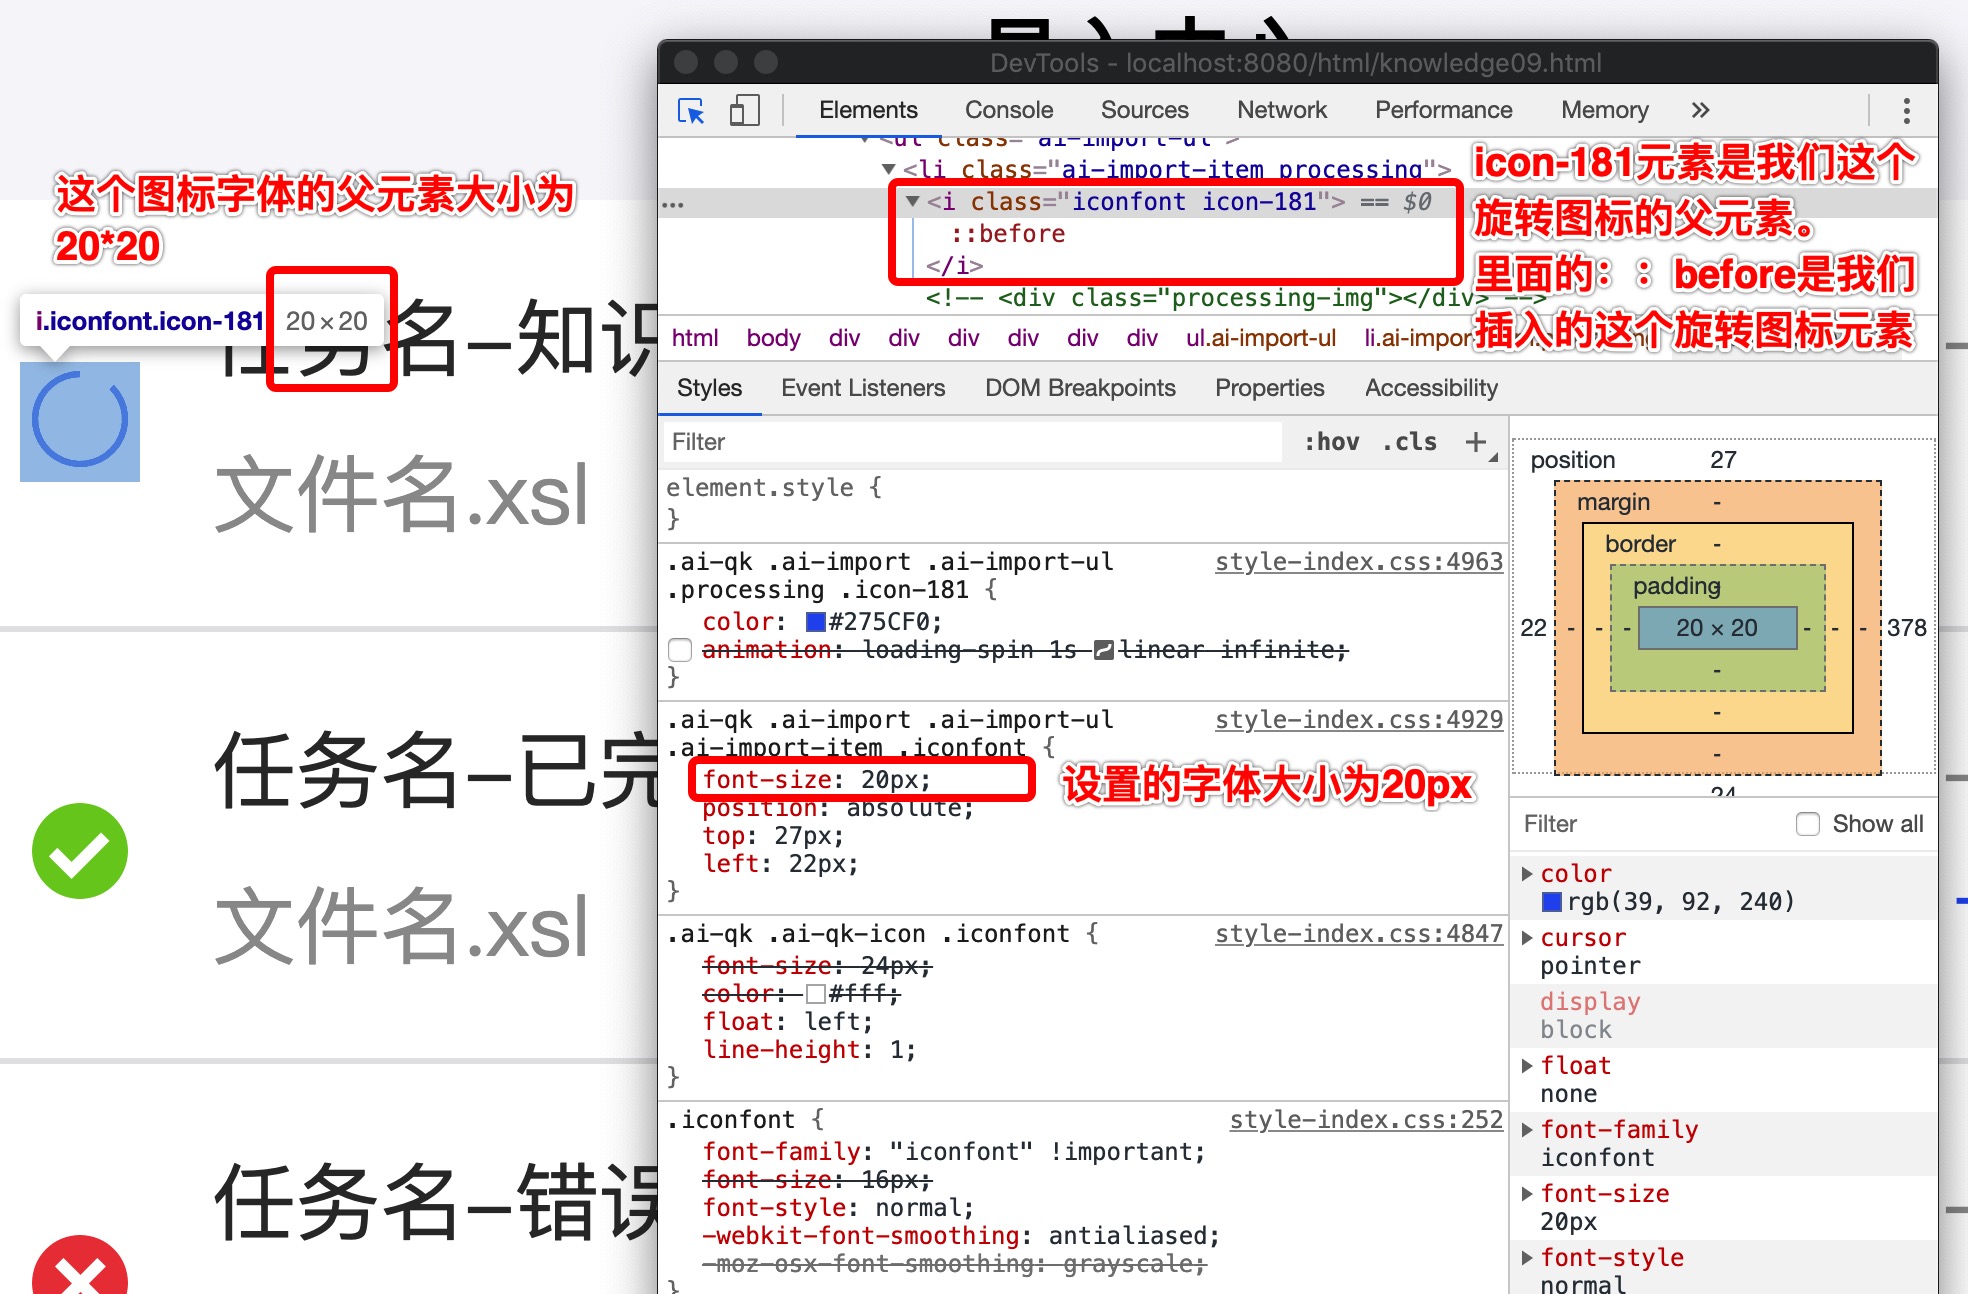 DevTools - localhost:8080/html/knowledge09.html
Elements Console Sources Network Performance Memory »
<ul class="ai-import-ul">
<li class="ai-import-item processing">
… <i class="iconfont icon-181"> == $0
::before
</i>
<!-- <div class="processing-img"></div> -->
html body div div div div div div ul.ai-import-ul
icon-181元素是我们这个
旋转图标的父元素。
里面的：：before是我们
插入的这个旋转图标元素
这个图标字体的父元素大小为
20*20
i.iconfont.icon-181 20×20
任务名–知识
文件名.xsl
任务名–已完
文件名.xsl
任务名–错误
Styles Event Listeners DOM Breakpoints Properties Accessibility
Filter :hov .cls +
element.style {
}
.ai-qk .ai-import .ai-import-ul style-index.css:4963
.processing .icon-181 {
color: #275CF0;
animation: loading-spin 1s linear infinite;
}
.ai-qk .ai-import .ai-import-ul style-index.css:4929
.ai-import-item .iconfont {
font-size: 20px;
设置的字体大小为20px
position: absolute;
top: 27px;
left: 22px;
}
.ai-qk .ai-qk-icon .iconfont { style-index.css:4847
font-size: 24px;
color: #fff;
float: left;
line-height: 1;
}
.iconfont { style-index.css:252
font-family: "iconfont" !important;
font-size: 16px;
font-style: normal;
-webkit-font-smoothing: antialiased;
-moz-osx-font-smoothing: grayscale;
}
position 27
margin -
border -
padding -
22 - - - 20 × 20 - - - 378
-
-
-
24
Filter Show all
color
rgb(39, 92, 240)
cursor
pointer
display
block
float
none
font-family
iconfont
font-size
20px
font-style
normal